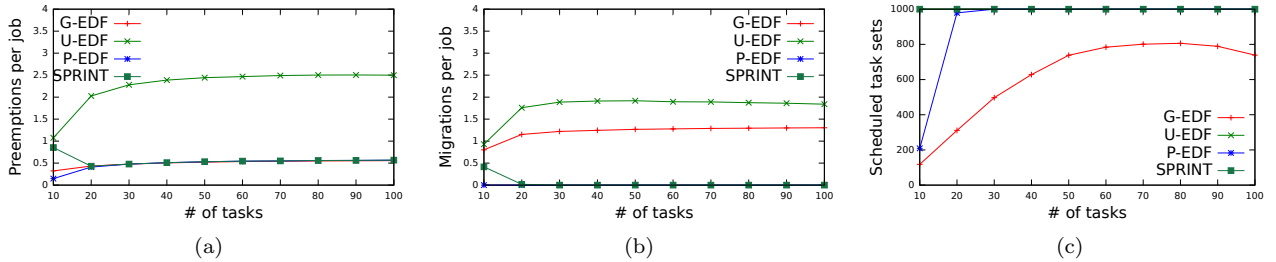 Preemptions per job
4
3.5
3
2.5
2
1.5
1
0.5
0
G-EDF
U-EDF
P-EDF
SPRINT
10 20 30 40 50 60 70 80 90 100
# of tasks
(a)
Migrations per job
4
3.5
3
2.5
2
1.5
1
0.5
0
G-EDF
U-EDF
P-EDF
SPRINT
10 20 30 40 50 60 70 80 90 100
# of tasks
(b)
Scheduled task sets
1000
800
600
400
200
0
G-EDF
U-EDF
P-EDF
SPRINT
10 20 30 40 50 60 70 80 90 100
# of tasks
(c)